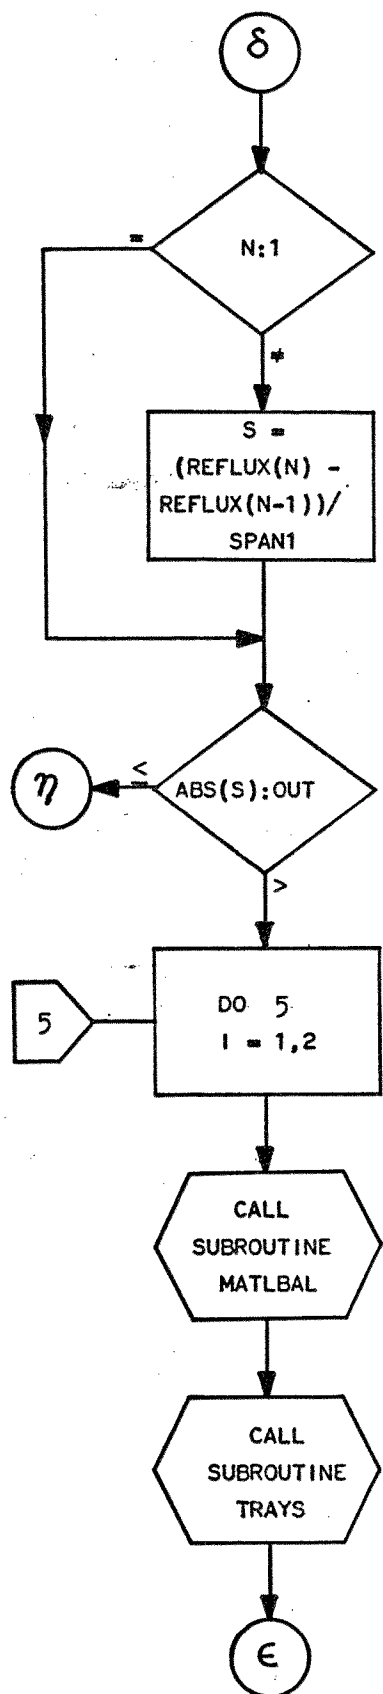 δ
N:1
=
≠
S =
(REFLUX(N) -
REFLUX(N-1))/
SPAN1
≤
η
ABS(S):OUT
>
5
DO 5
I = 1,2
CALL
SUBROUTINE
MATLBAL
CALL
SUBROUTINE
TRAYS
ϵ